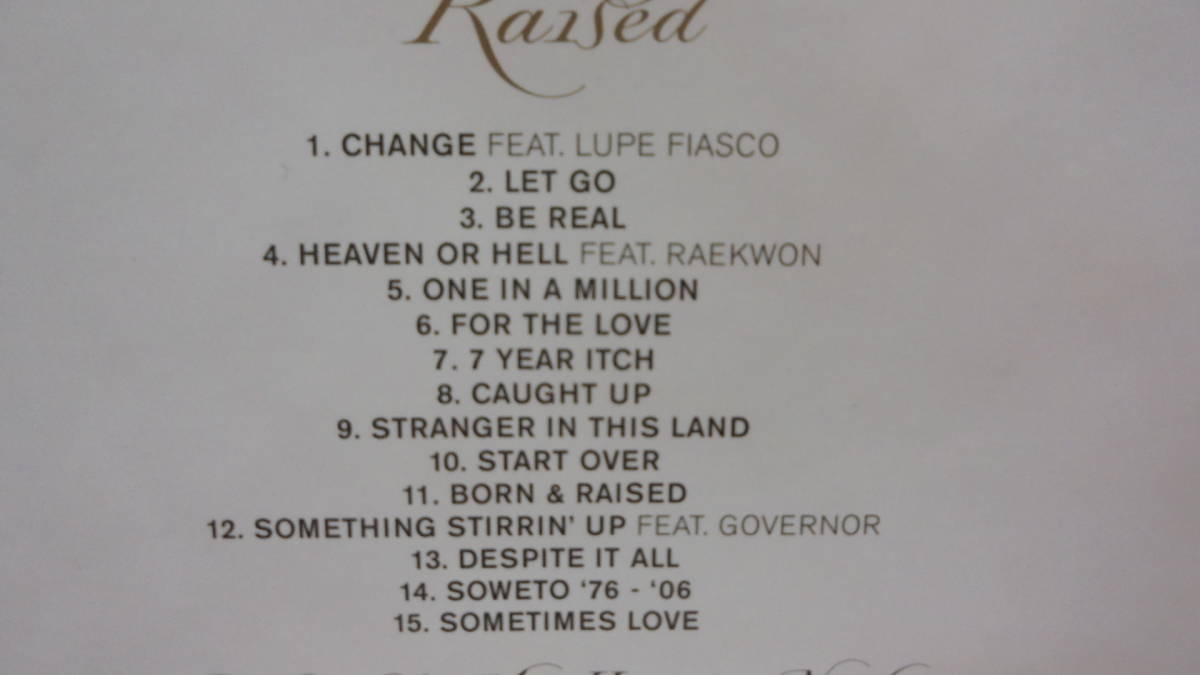 Raised
1. CHANGE FEAT. LUPE FIASCO
2. LET GO
3. BE REAL
4. HEAVEN OR HELL FEAT. RAEKWON
5. ONE IN A MILLION
6. FOR THE LOVE
7. 7 YEAR ITCH
8. CAUGHT UP
9. STRANGER IN THIS LAND
10. START OVER
11. BORN & RAISED
12. SOMETHING STIRRIN' UP FEAT. GOVERNOR
13. DESPITE IT ALL
14. SOWETO ‘76 - ‘06
15. SOMETIMES LOVE